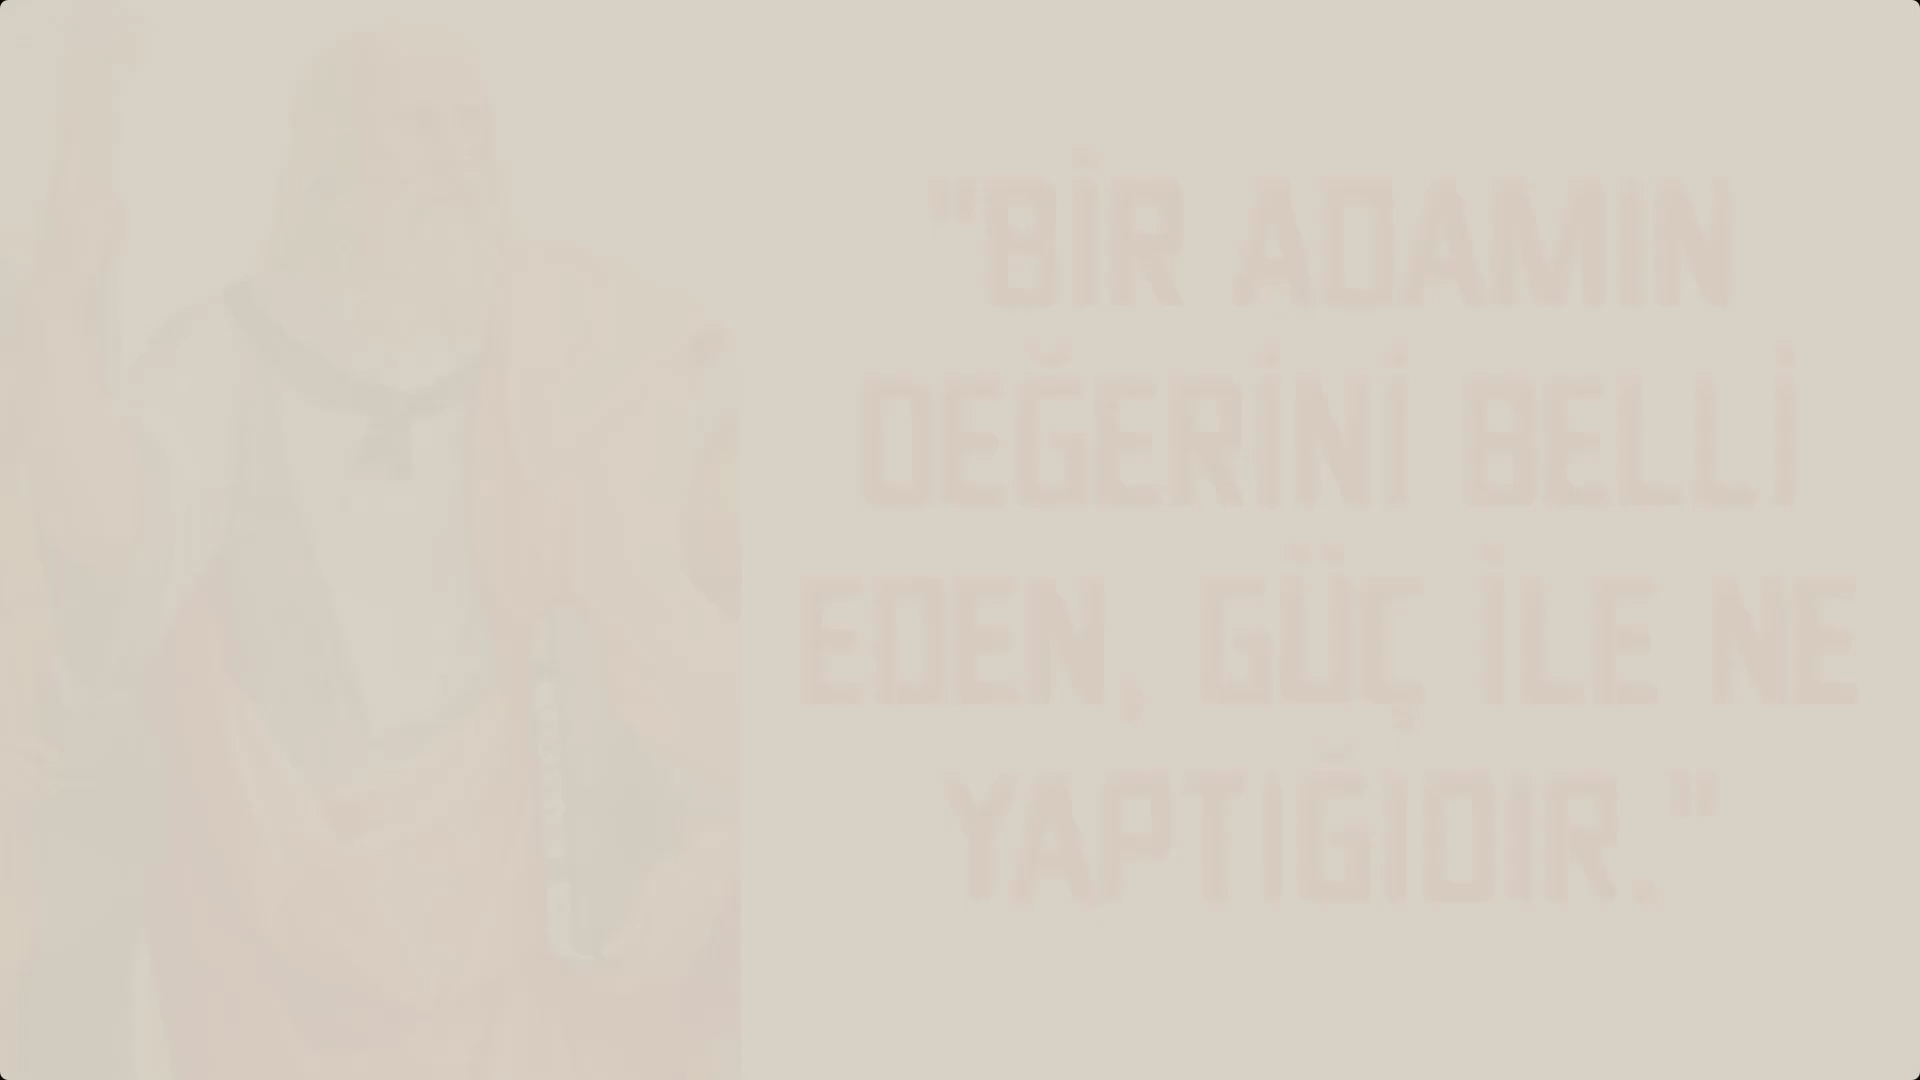 "BİR ADAMIN
DEĞERİNİ BELLİ
EDEN, GÜÇ İLE NE
YAPTIĞIDIR."